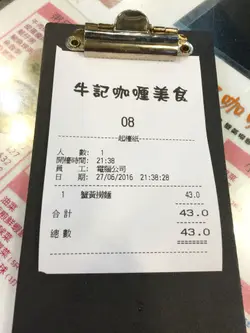 牛記咖喱美食
08
起檯紙
人 數: 1
開檯時間: 21:38
員 工: 電腦公司
日 期: 27/06/2016 21:38:28
1 蟹黃撈麵 43.0
合計 43.0
總數 43.0